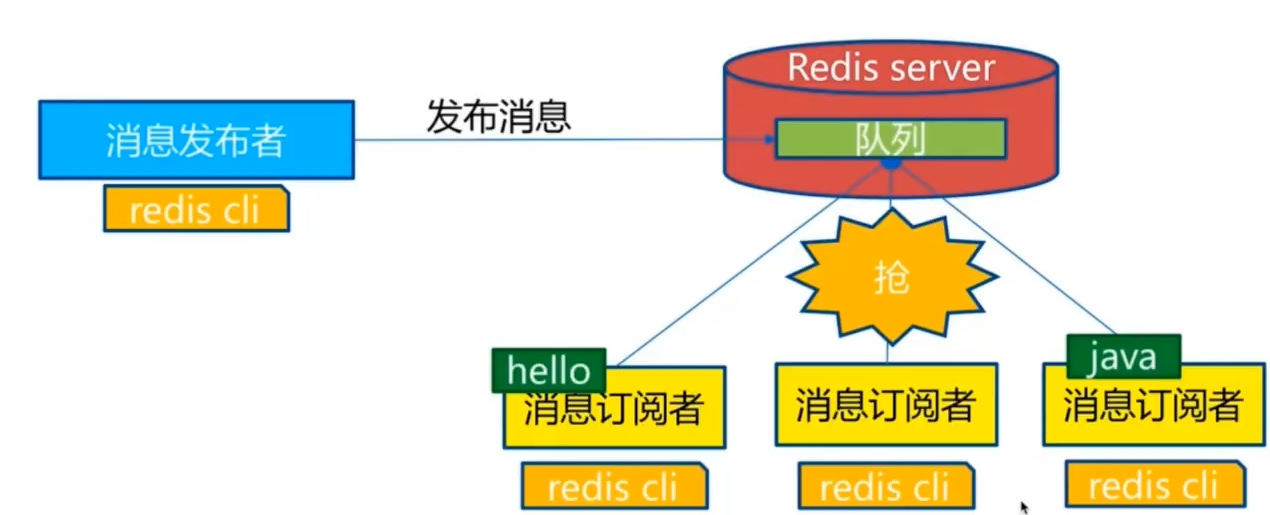 Redis server
发布消息
消息发布者
队列
redis cli
抢
hello
java
消息订阅者
消息订阅者
消息订阅者
redis cli
redis cli
redis cli